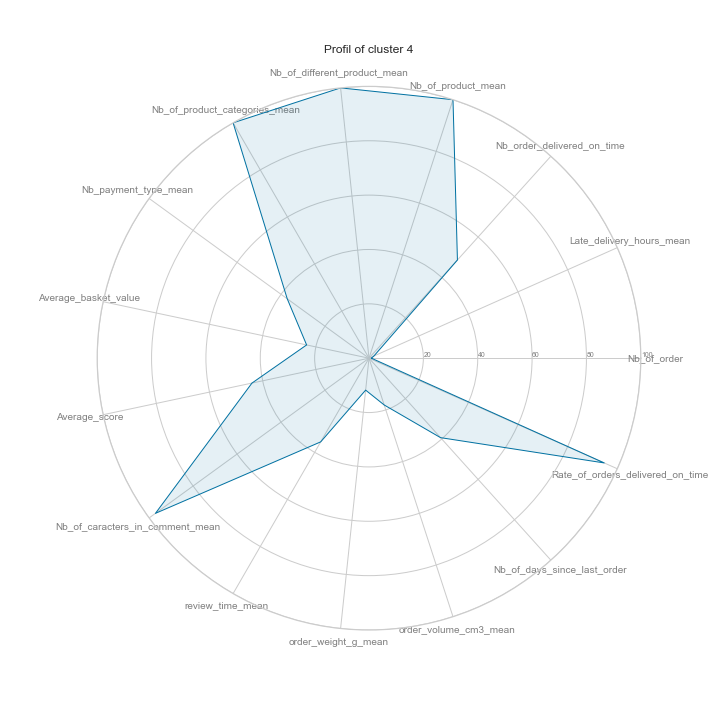 Profil of cluster 4
Nb_of_different_product_mean
Nb_of_product_mean
Nb_of_product_categories_mean
Nb_order_delivered_on_time
Nb_payment_type_mean
Late_delivery_hours_mean
Average_basket_value
20 40 60 80 100
Nb_of_order
Average_score
Rate_of_orders_delivered_on_time
Nb_of_caracters_in_comment_mean
Nb_of_days_since_last_order
review_time_mean
order_volume_cm3_mean
order_weight_g_mean